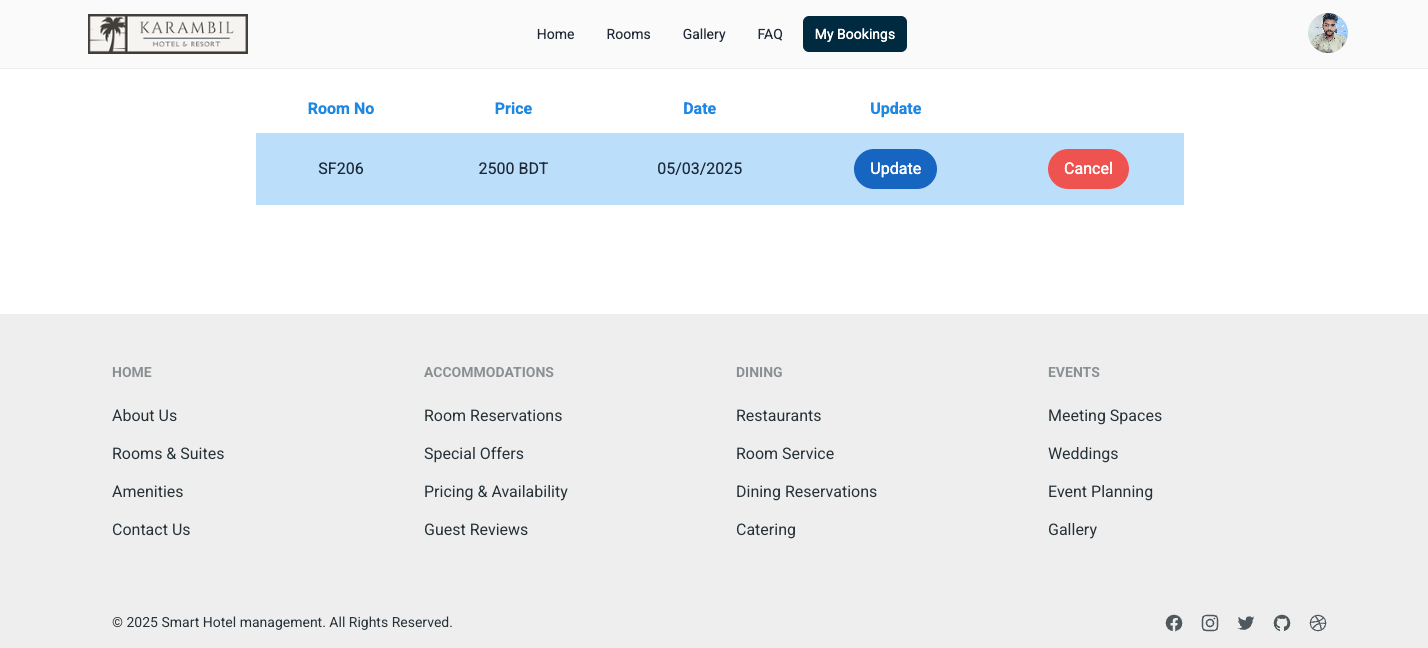 KARAMBIL
HOTEL & RESORT
Home Rooms Gallery FAQ My Bookings
Room No Price Date Update
SF206 2500 BDT 05/03/2025 Update Cancel
HOME ACCOMMODATIONS DINING EVENTS
About Us Room Reservations Restaurants Meeting Spaces
Rooms & Suites Special Offers Room Service Weddings
Amenities Pricing & Availability Dining Reservations Event Planning
Contact Us Guest Reviews Catering Gallery
© 2025 Smart Hotel management. All Rights Reserved.